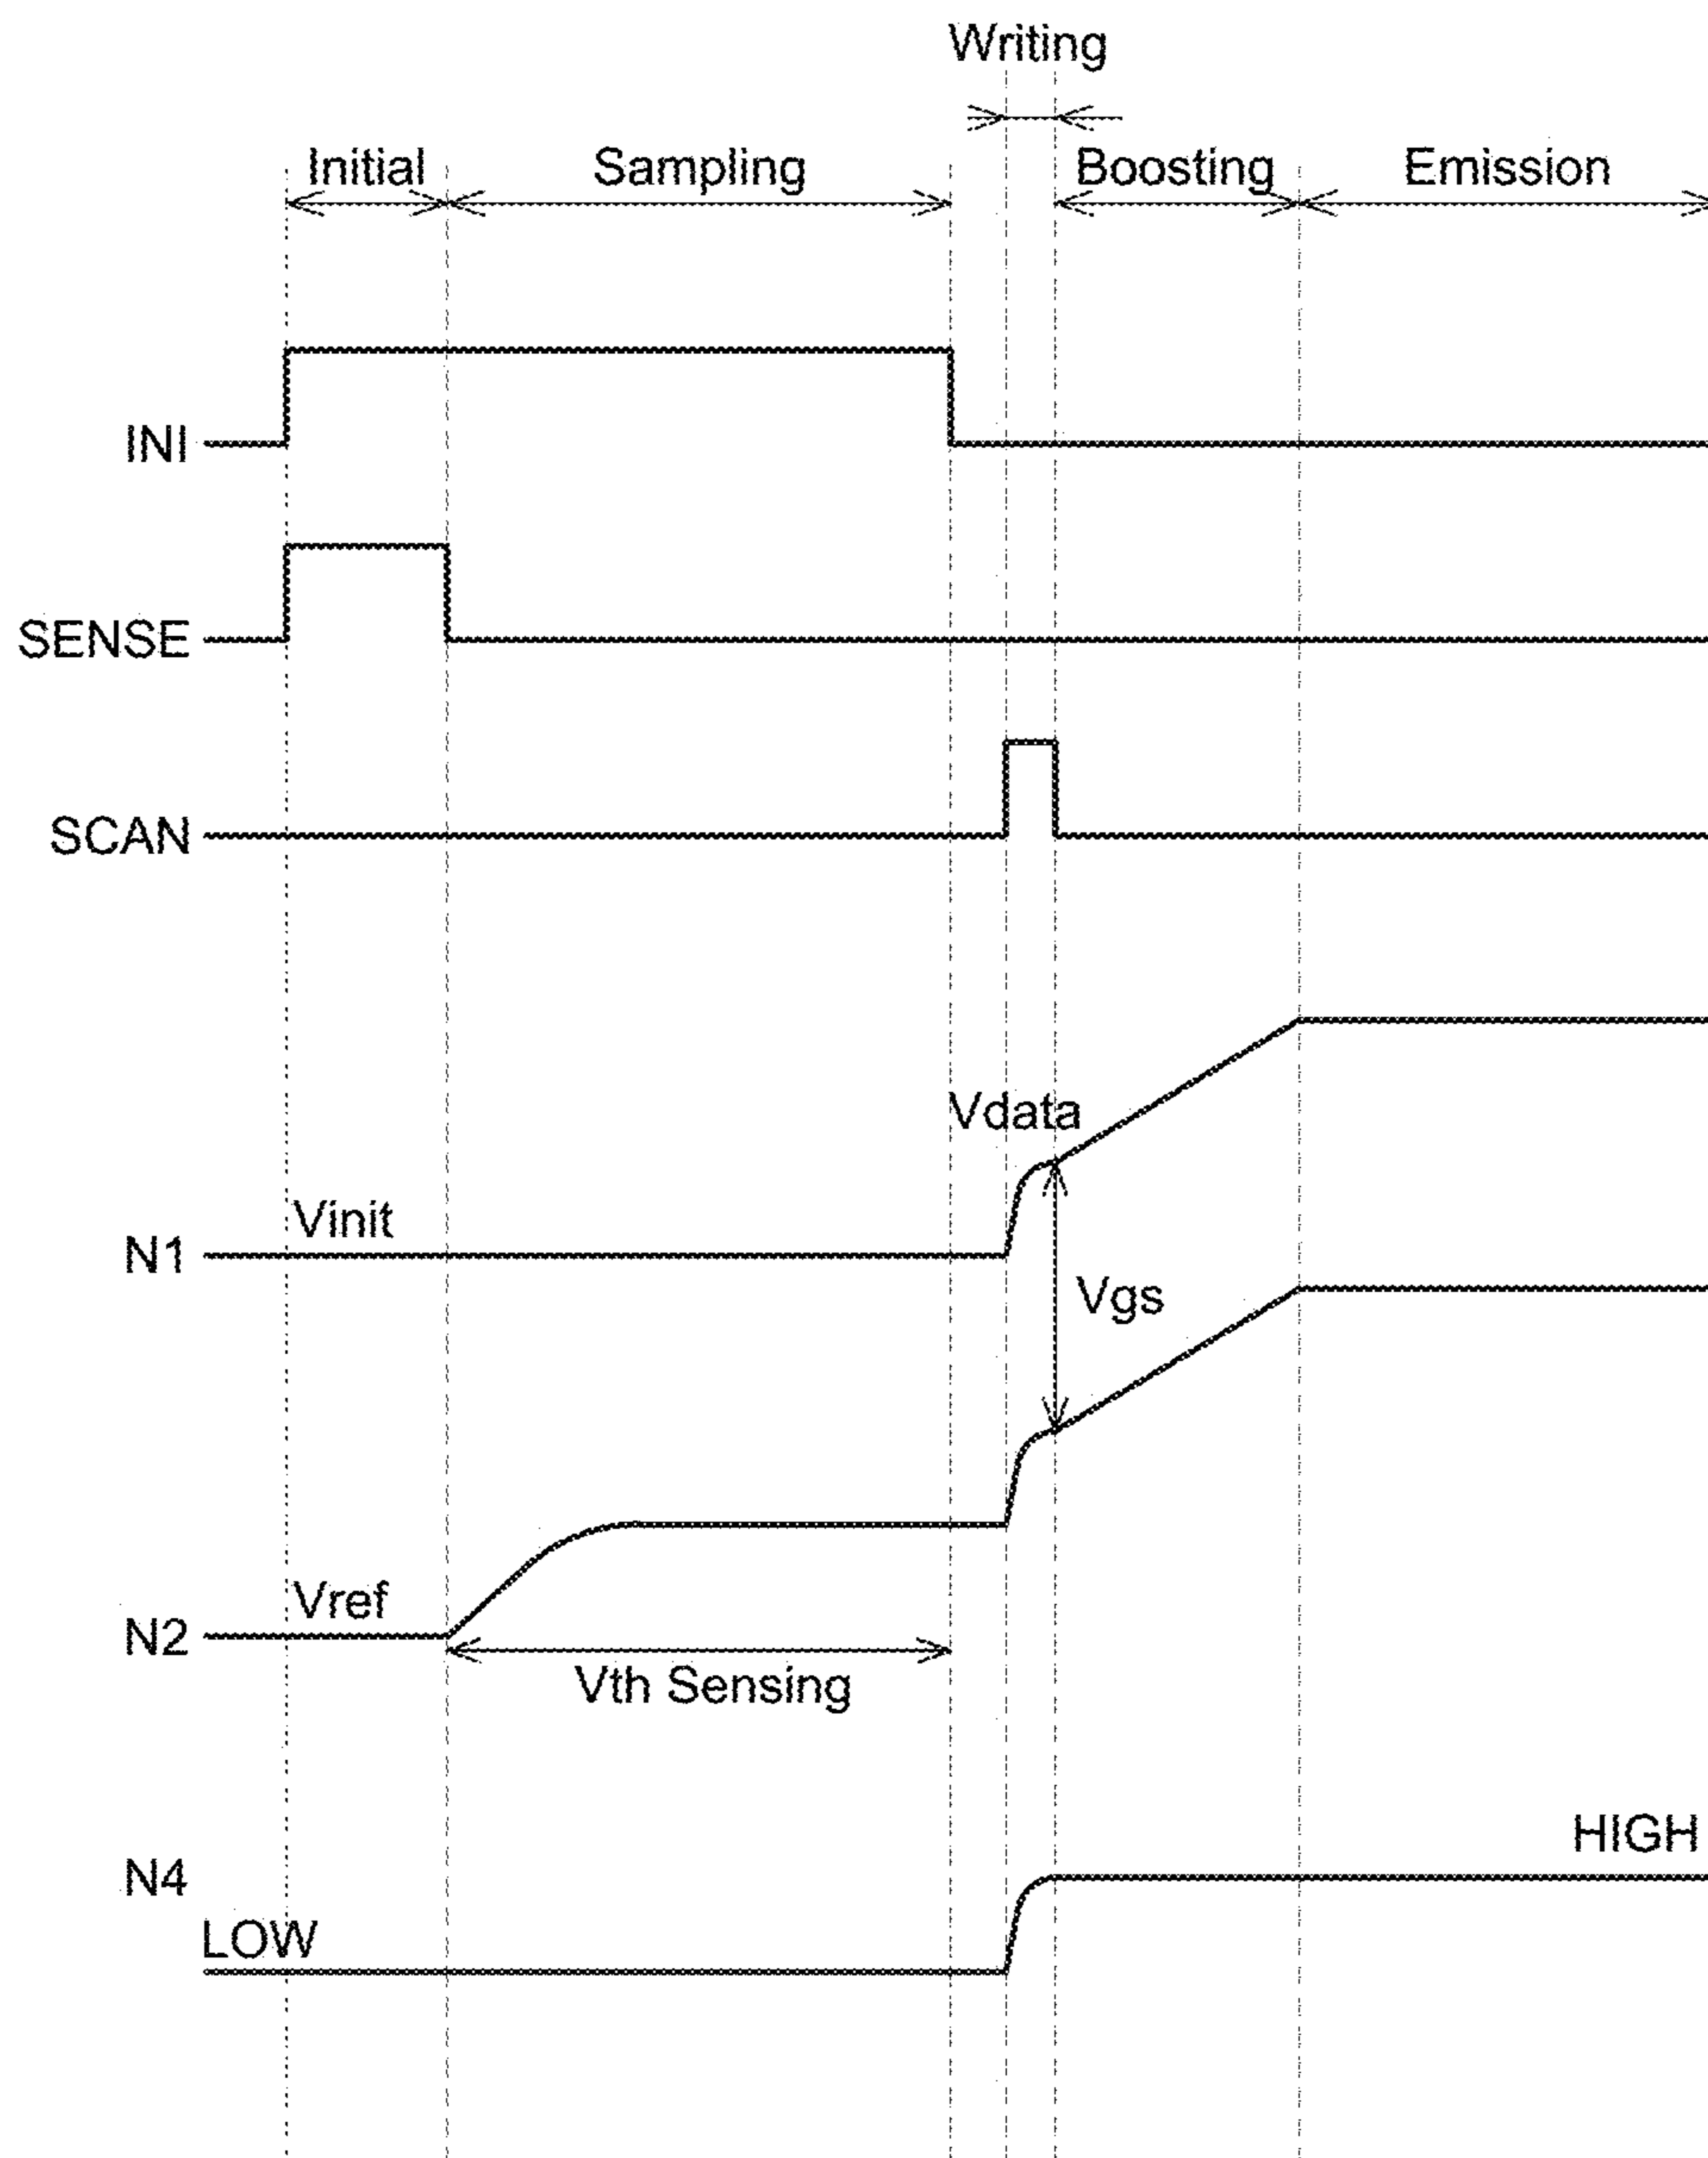 Writing
Initial
Sampling
Boosting
Emission
INI
SENSE
SCAN
Vdata
Vinit
N1
Vgs
Vref
N2
Vth Sensing
HIGH
N4
LOW